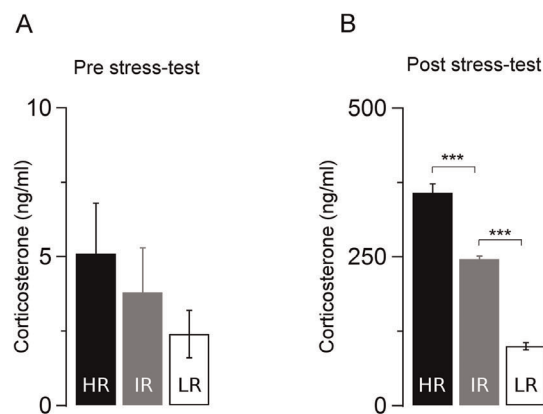 A
Pre stress-test
Corticosterone (ng/ml)
10
5
0
HR
IR
LR
B
Post stress-test
Corticosterone (ng/ml)
500
250
0
***
***
HR
IR
LR